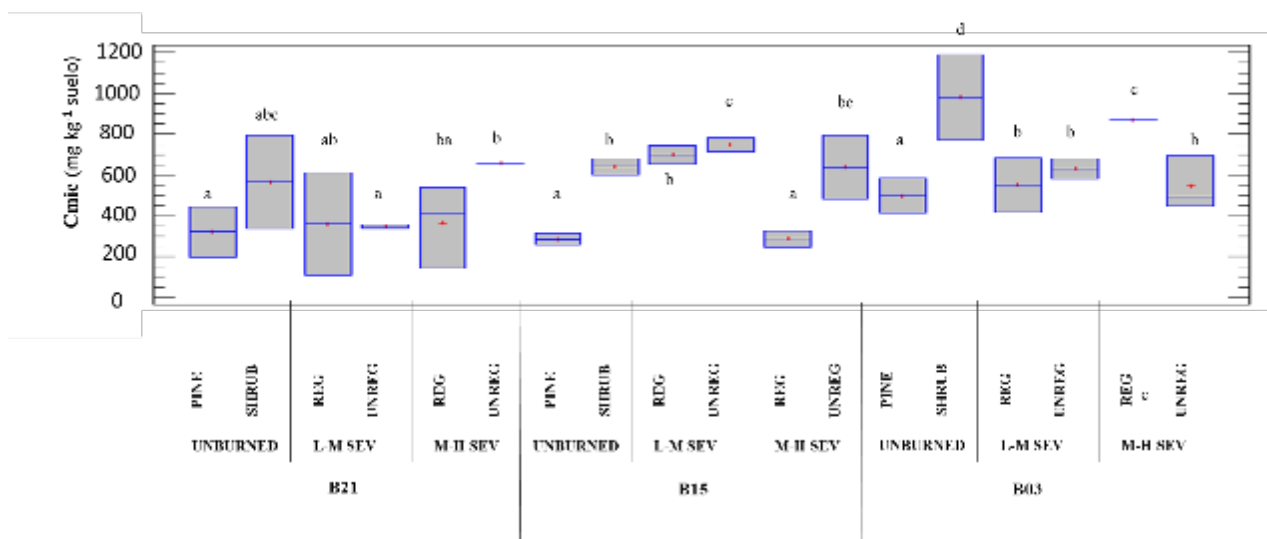 Cmic (mg kg-1 suelo)
1200
1000
800
600
400
200
0
a
abc
ab
a
ba
b
a
b
b
c
a
bc
a
d
b
b
c
b
PINE
SHRUB
REG
UNREG
REG
UNREG
PINE
SHRUB
REG
UNREG
REG
UNREG
PINE
SHRUB
REG
UNREG
REG
c
UNREG
UNBURNED
L-M SEV
M-H SEV
UNBURNED
L-M SEV
M-H SEV
UNBURNED
L-M SEV
M-H SEV
B21
B15
B03